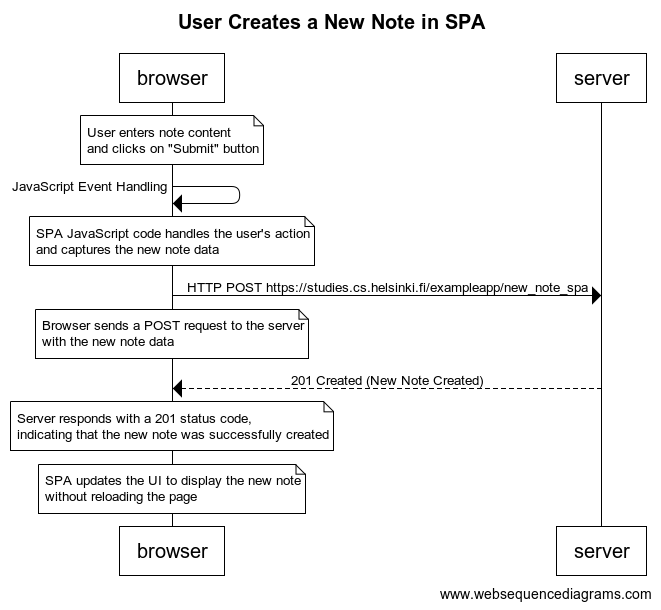 User Creates a New Note in SPA
browser
server
User enters note content
and clicks on "Submit" button
JavaScript Event Handling
SPA JavaScript code handles the user's action
and captures the new note data
HTTP POST https://studies.cs.helsinki.fi/exampleapp/new_note_spa
Browser sends a POST request to the server
with the new note data
201 Created (New Note Created)
Server responds with a 201 status code,
indicating that the new note was successfully created
SPA updates the UI to display the new note
without reloading the page
browser
server
www.websequencediagrams.com